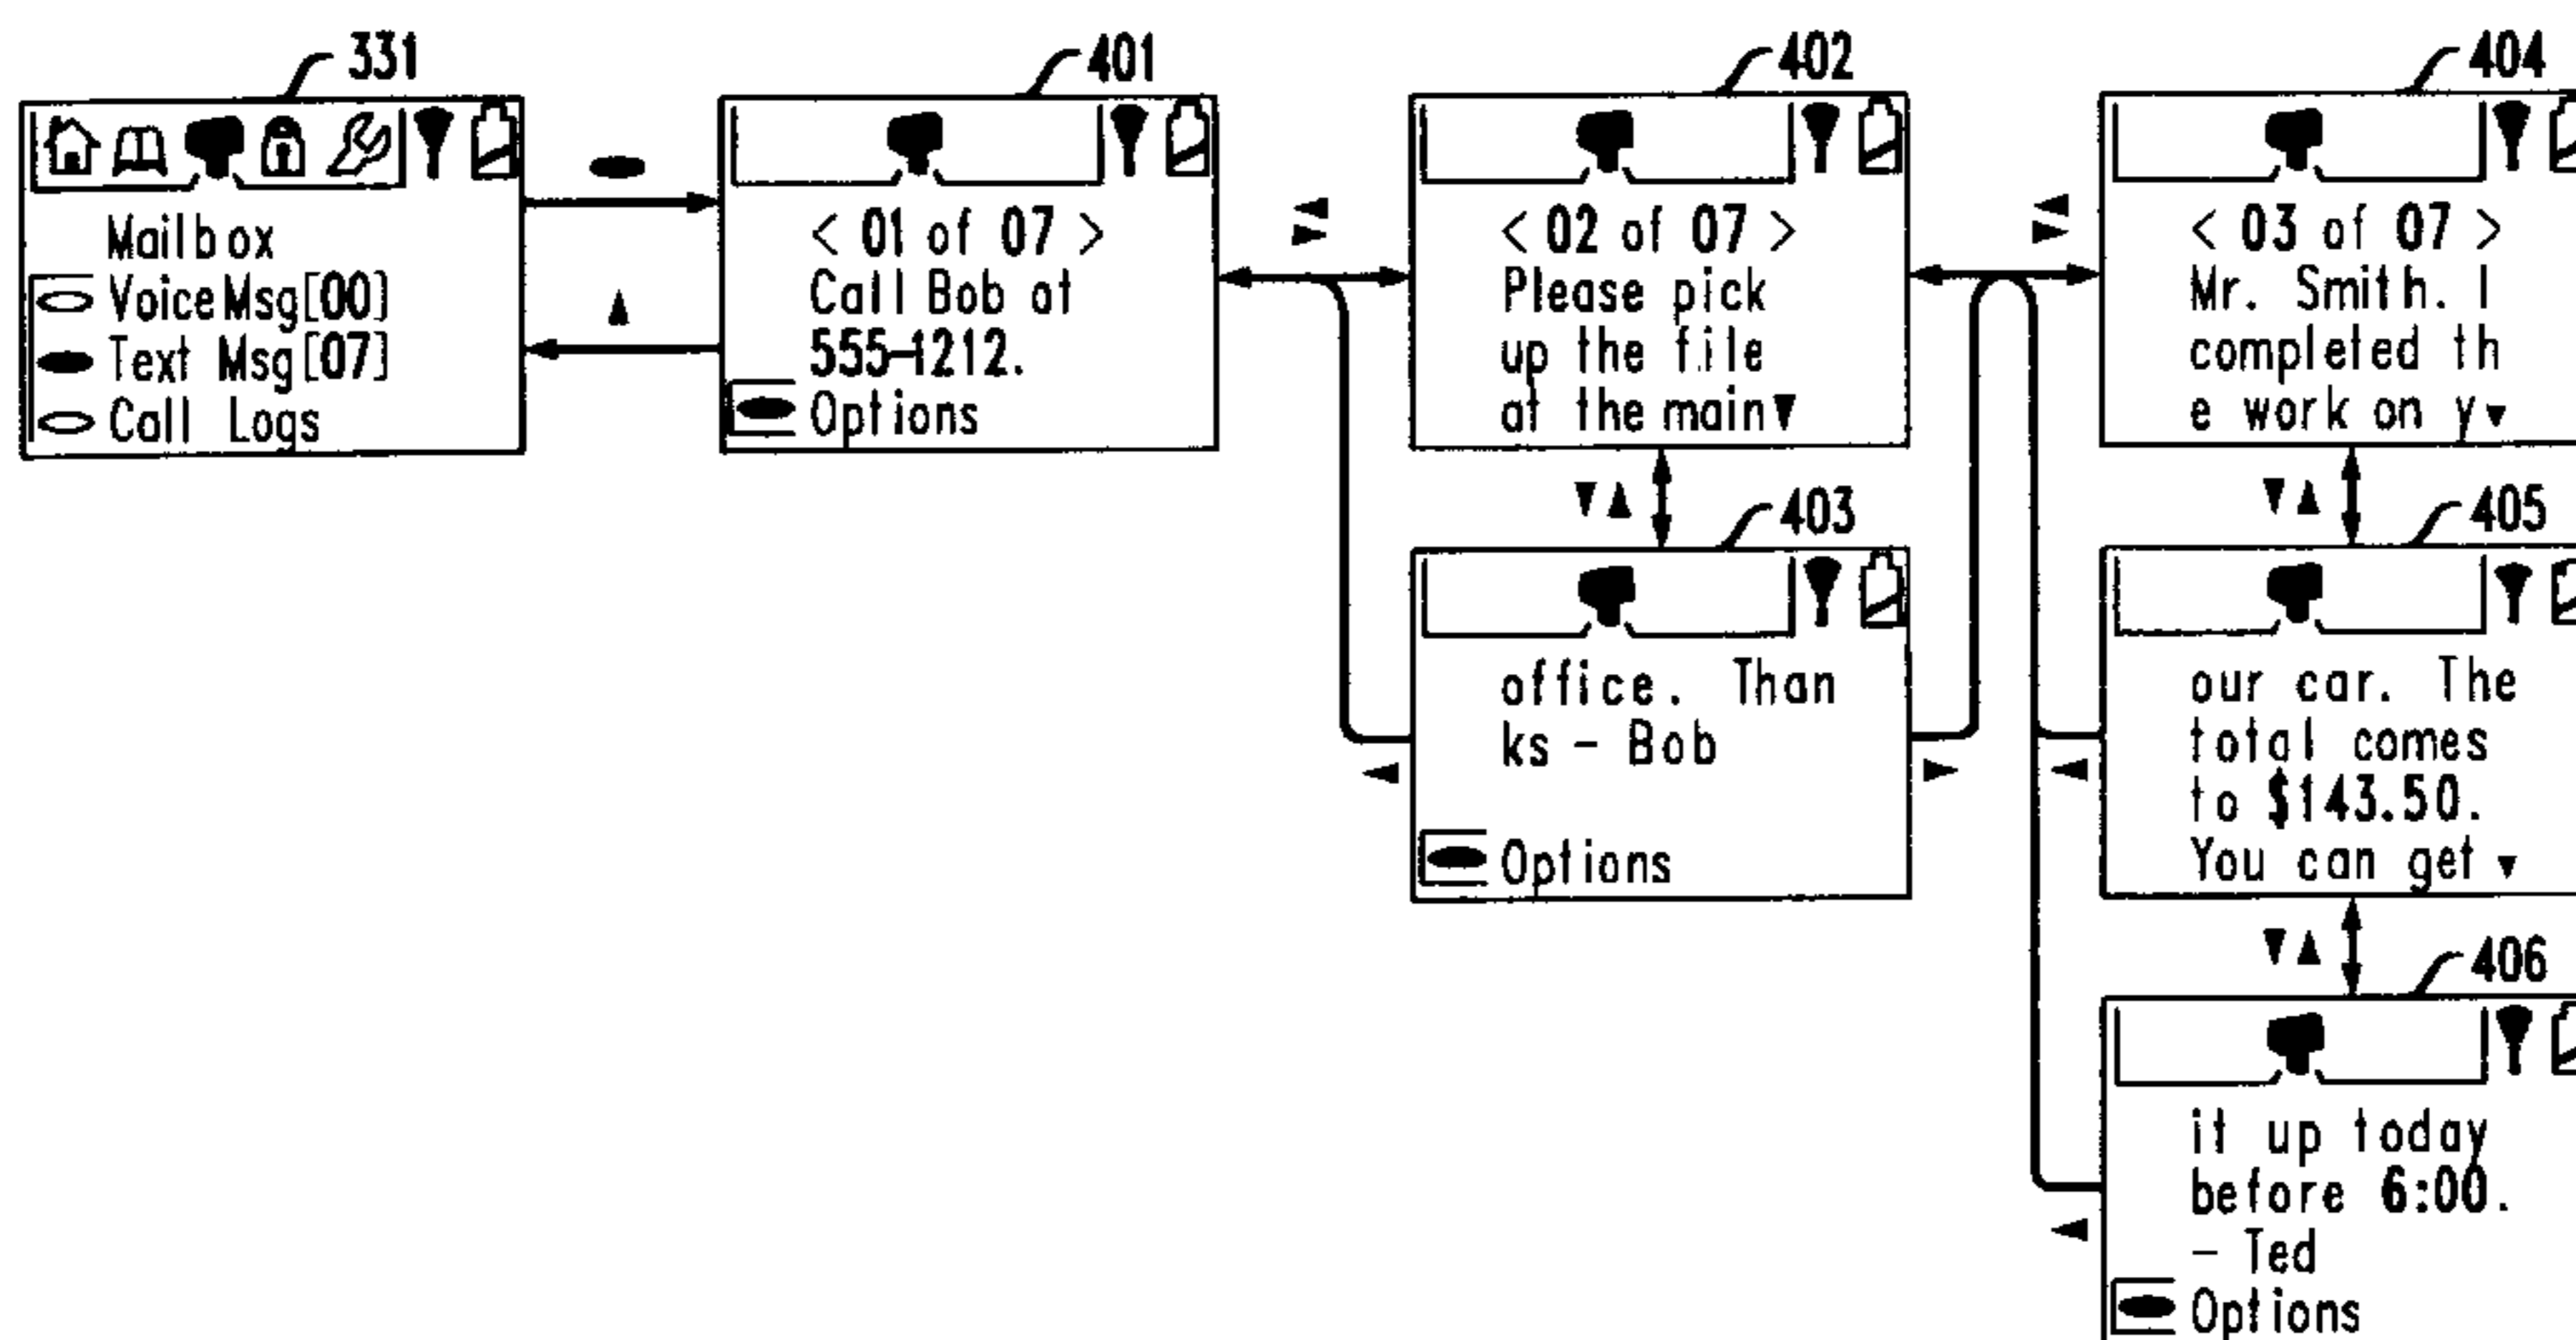 331
Mailbox
Voice Msg[00]
Text Msg[07]
Call Logs
401
< 01 of 07 >
Call Bob at
555-1212.
Options
402
< 02 of 07 >
Please pick
up the file
at the main
403
office. Than
ks - Bob
Options
404
< 03 of 07 >
Mr. Smith. I
completed th
e work on y
405
our car. The
total comes
to $143.50.
You can get
406
it up today
before 6:00.
- Ted
Options